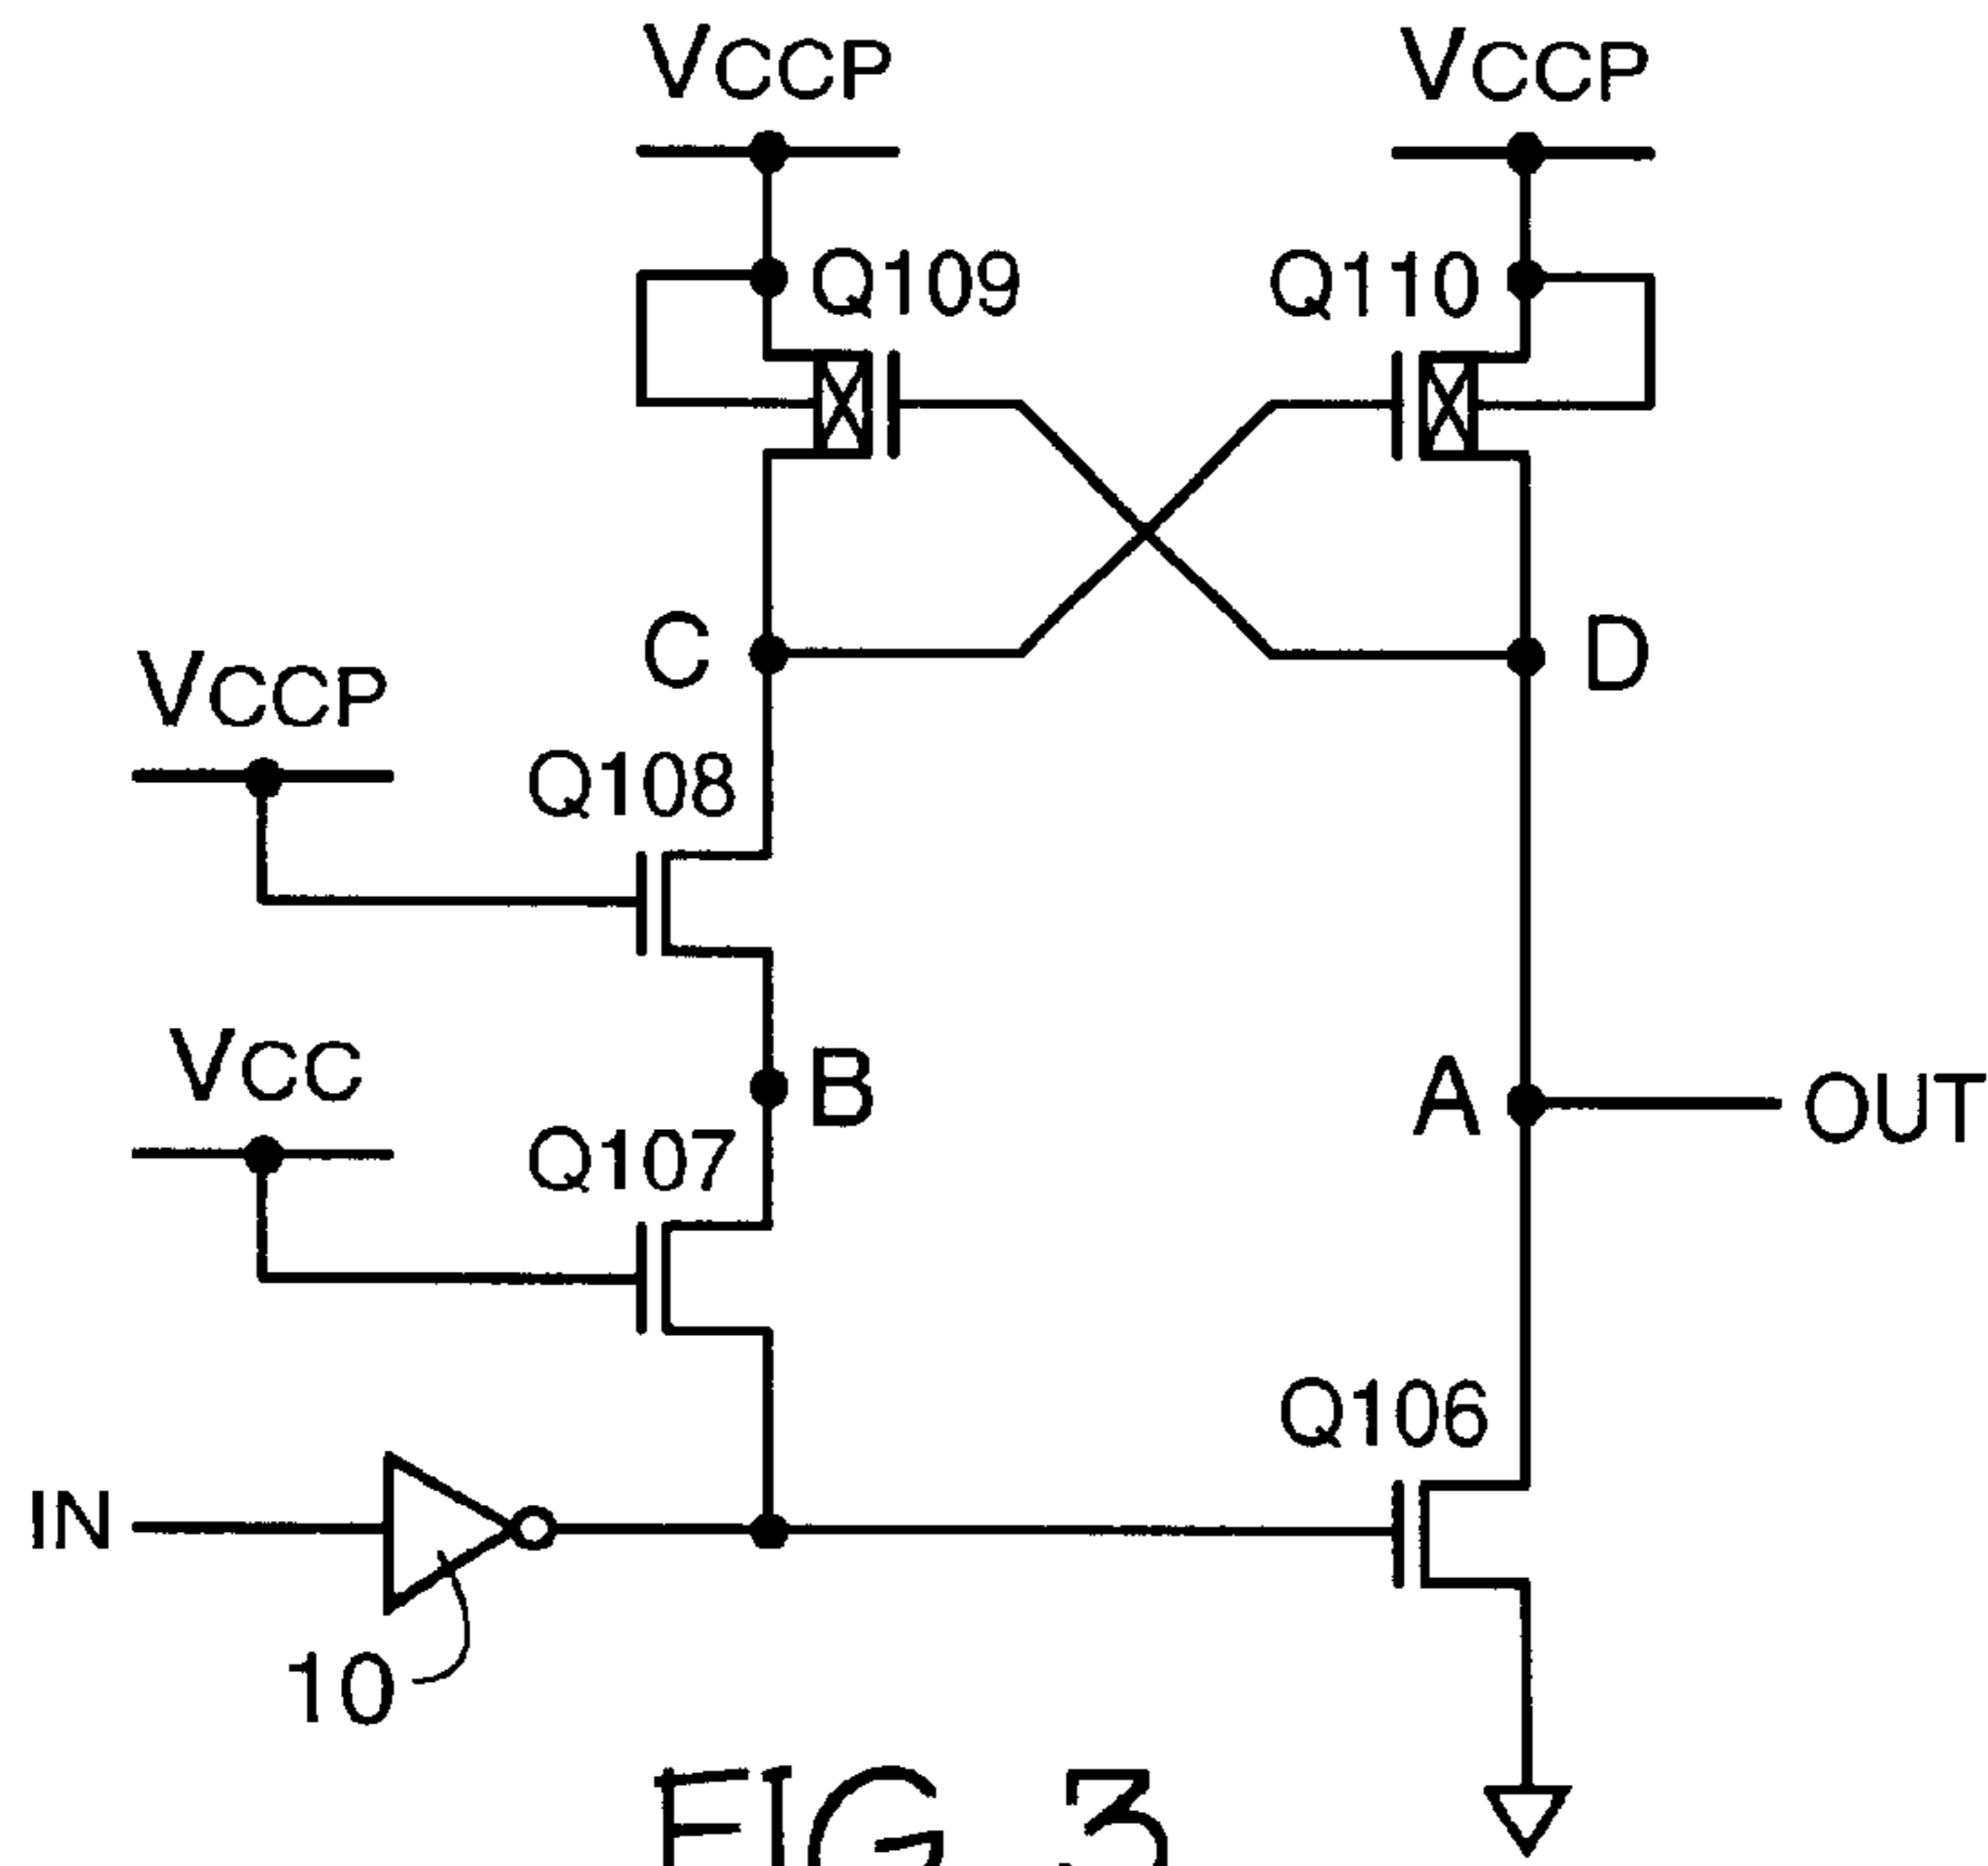 VCCP VCCP
Q109 Q110
C D
VCCP
Q108
VCC
B
A OUT
Q107
Q106
IN
10
FIG. 3